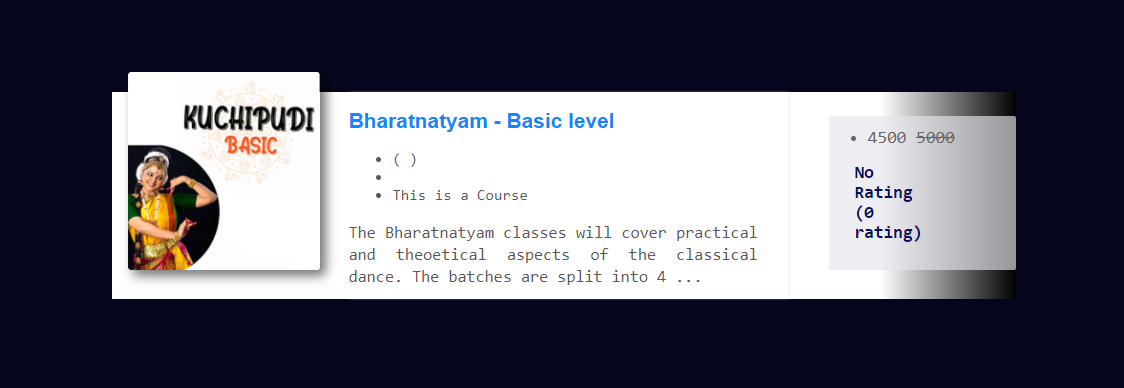 KUCHIPUDI
BASIC
Bharatnatyam - Basic level
( )
This is a Course
The Bharatnatyam classes will cover practical
and theoetical aspects of the classical
dance. The batches are split into 4 ...
4500 5000
No
Rating
(0
rating)